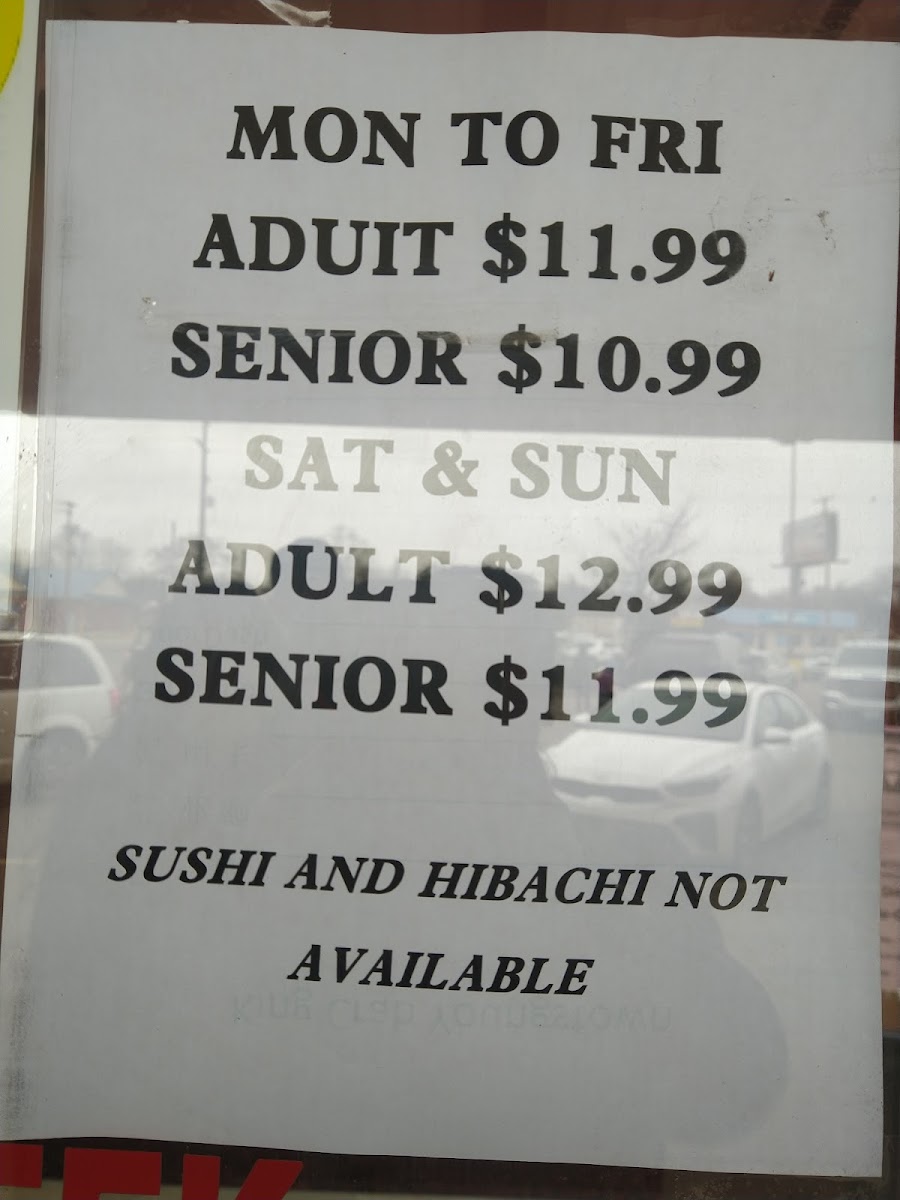 MON TO FRI
ADUIT $11.99
SENIOR $10.99
SAT & SUN
ADULT $12.99
SENIOR $11.99
SUSHI AND HIBACHI NOT
AVAILABLE